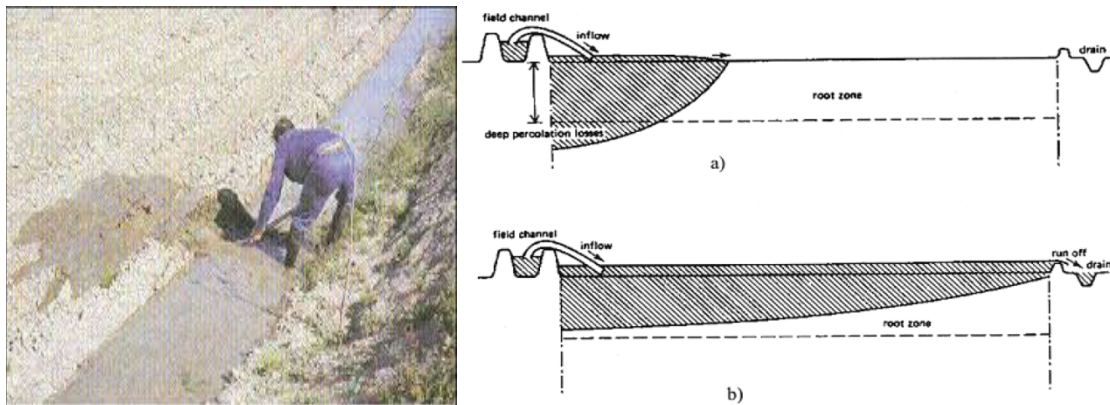 field channel
inflow
drain
root zone
deep percolation losses
a)
field channel
inflow
run off
drain
root zone
b)